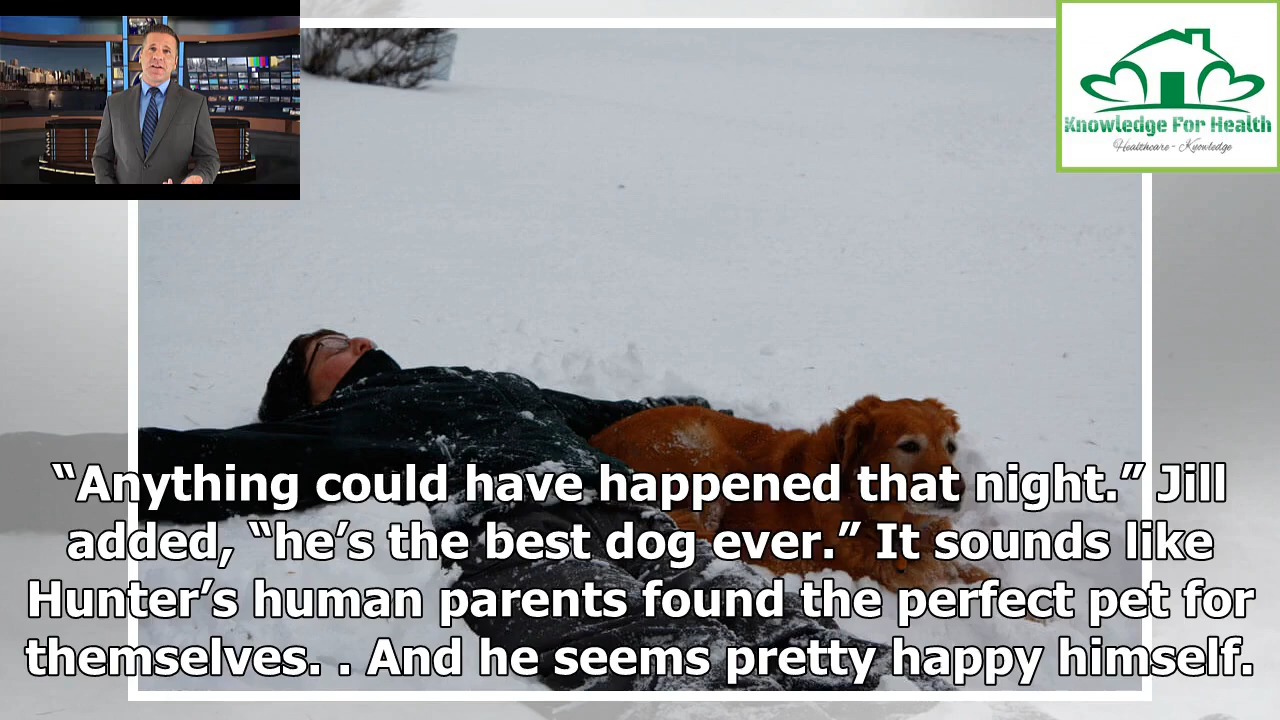 Knowledge For Health
Healthcare - Knowledge
“Anything could have happened that night.” Jill
added, “he’s the best dog ever.” It sounds like
Hunter’s human parents found the perfect pet for
themselves. . And he seems pretty happy himself.